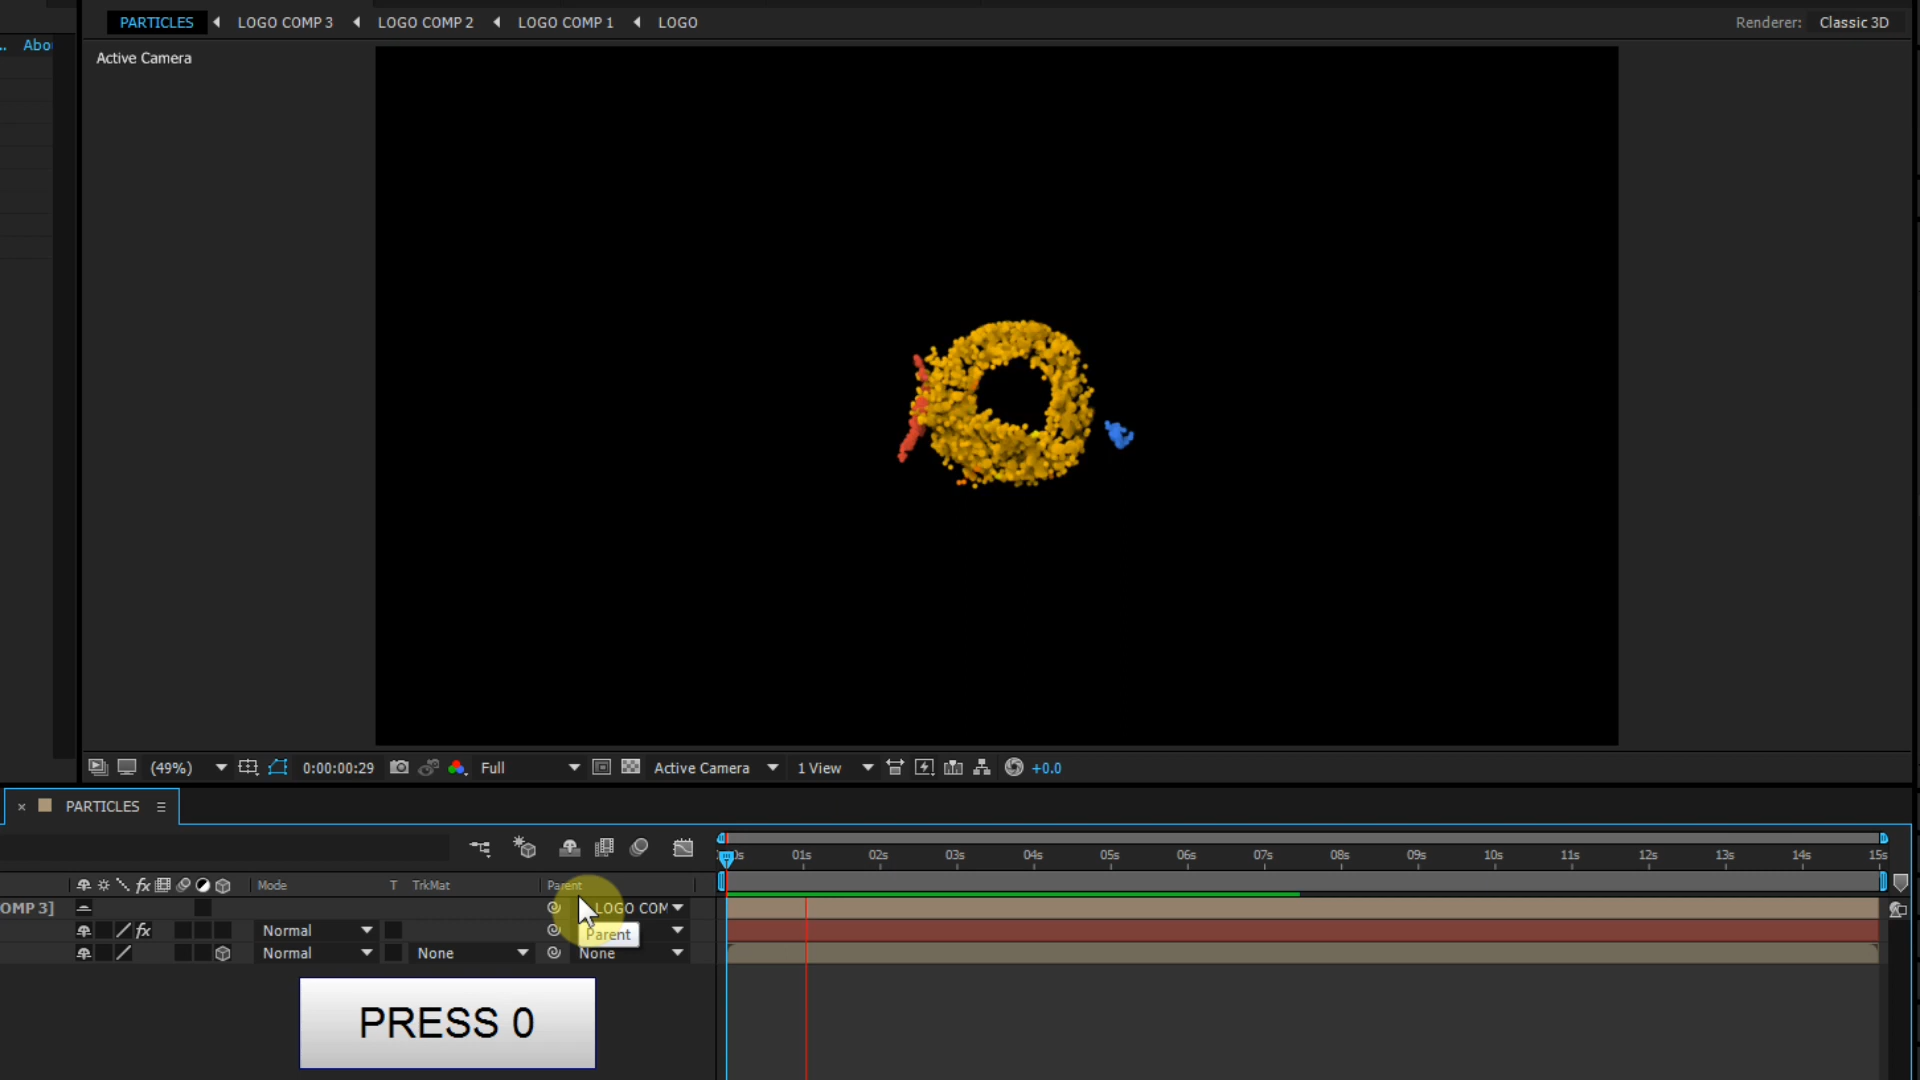 PARTICLES LOGO COMP 3 LOGO COMP 2 LOGO COMP 1 LOGO Renderer: Classic 3D
.. Abo
Active Camera
(49%) 0:00:00:29 Full Active Camera 1 View +0.0
× PARTICLES
01s 02s 03s 04s 05s 06s 07s 08s 09s 10s 11s 12s 13s 14s 15s
fx Mode T TrkMat Parent
OMP 3] LOGO COM
fx Normal Parent
Normal None None
PRESS 0